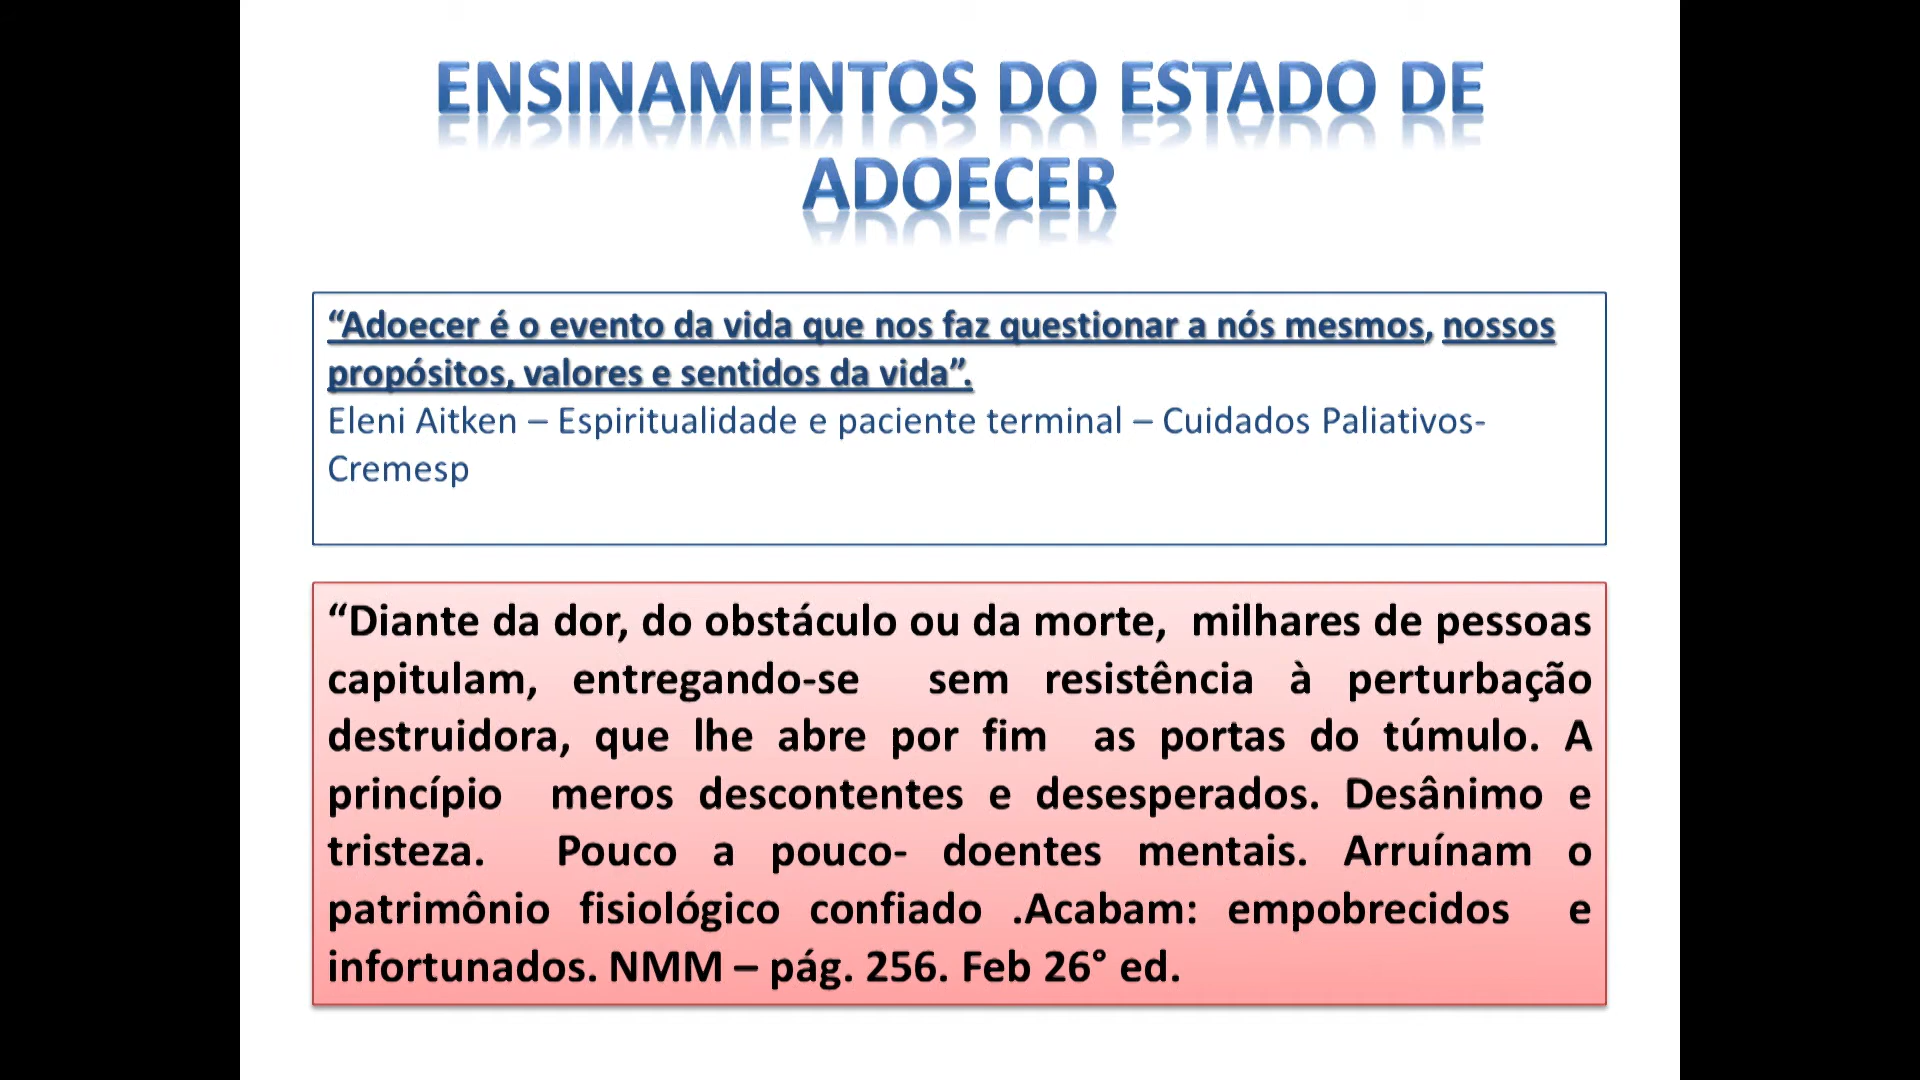 ENSINAMENTOS DO ESTADO DE
ADOECER
“Adoecer é o evento da vida que nos faz questionar a nós mesmos, nossos
propósitos, valores e sentidos da vida”.
Eleni Aitken – Espiritualidade e paciente terminal – Cuidados Paliativos-
Cremesp
“Diante da dor, do obstáculo ou da morte, milhares de pessoas
capitulam, entregando-se sem resistência à perturbação
destruidora, que lhe abre por fim as portas do túmulo. A
princípio meros descontentes e desesperados. Desânimo e
tristeza. Pouco a pouco- doentes mentais. Arruínam o
patrimônio fisiológico confiado .Acabam: empobrecidos e
infortunados. NMM – pág. 256. Feb 26° ed.